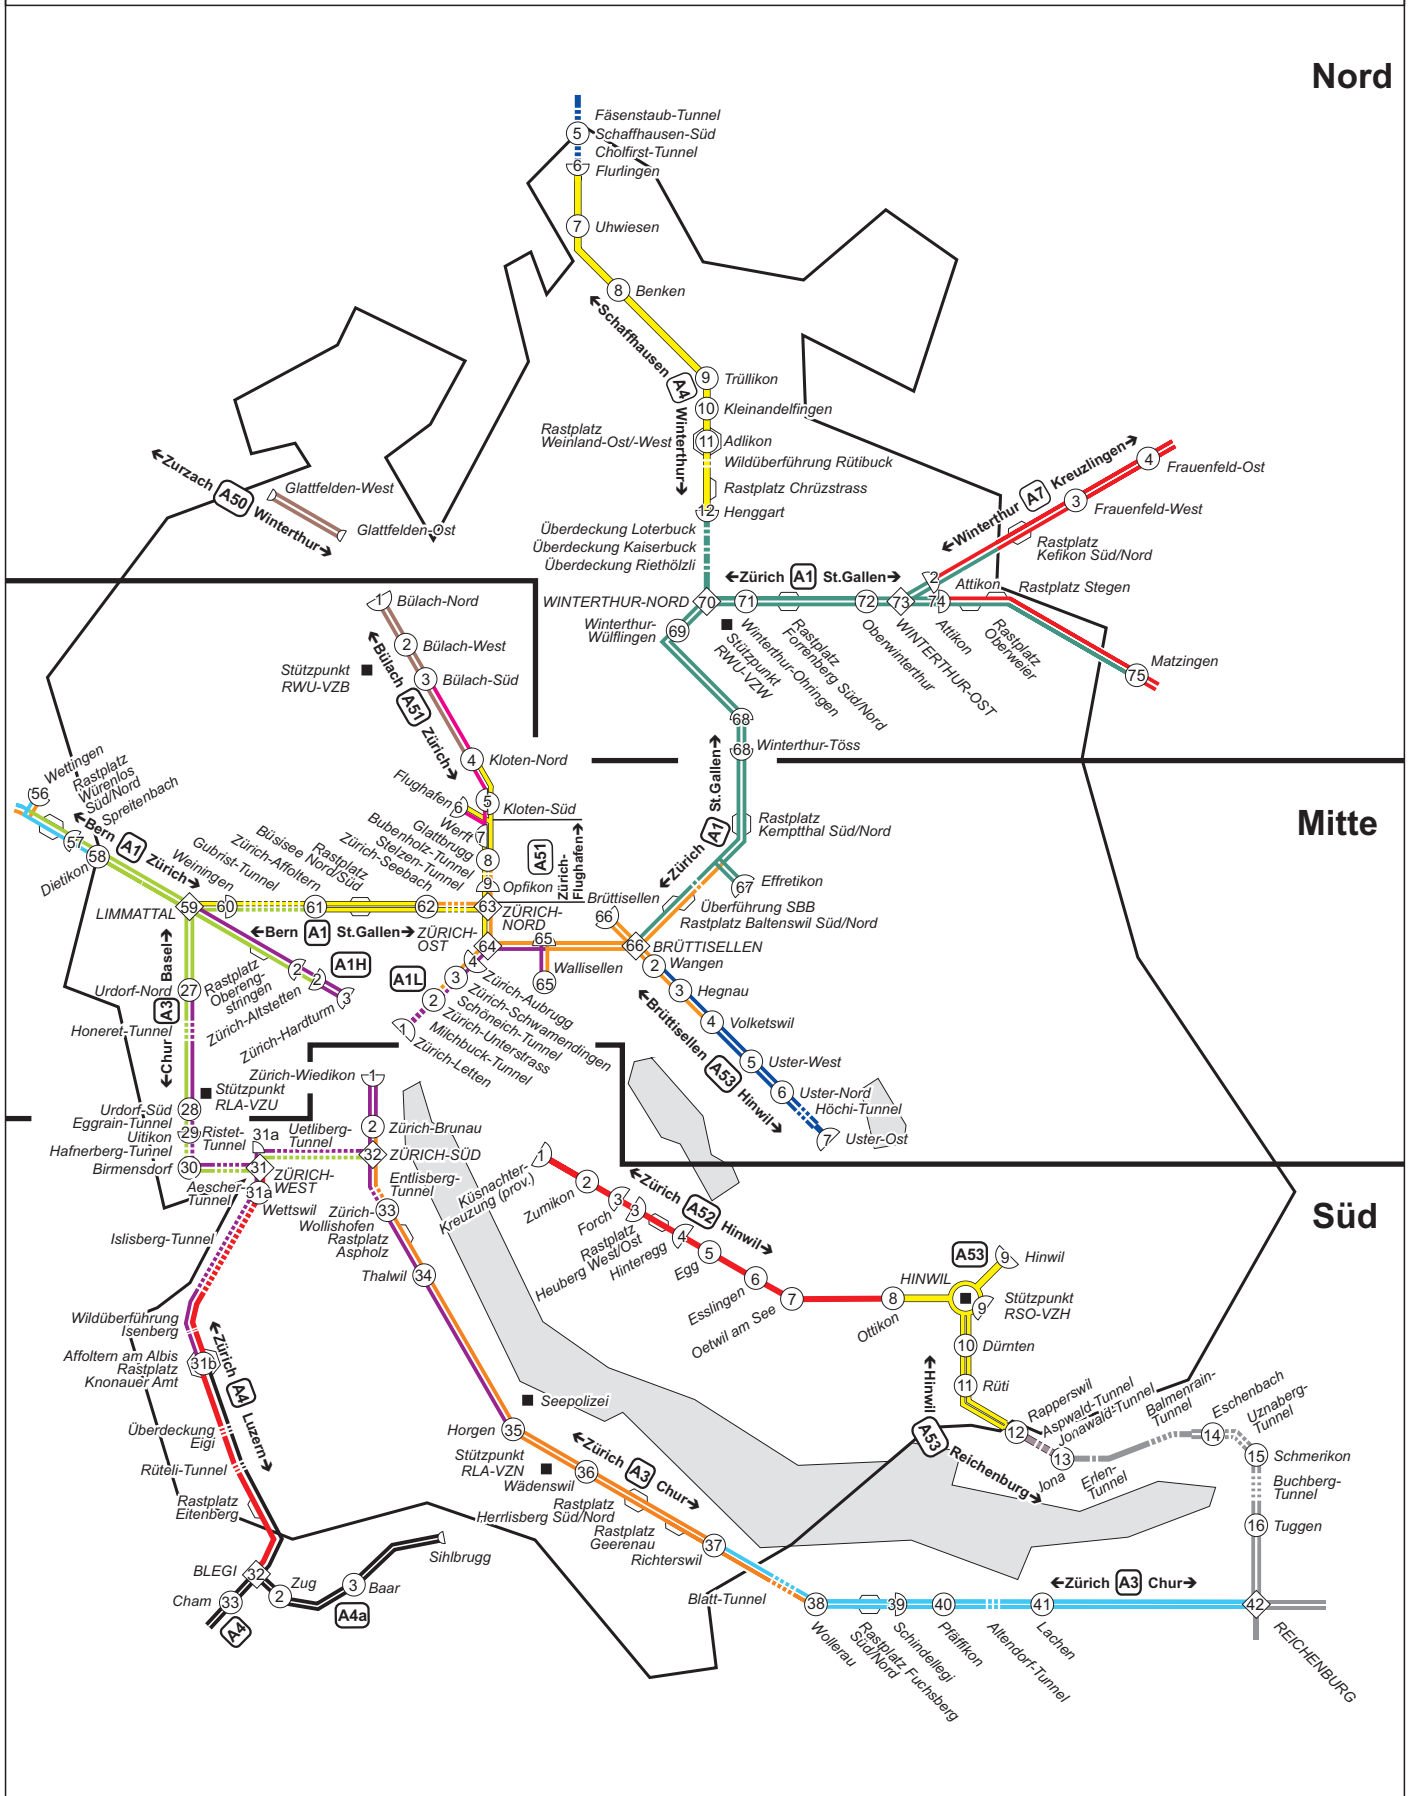 Nord
Fäsenstaub-Tunnel
5
Schaffhausen-Süd
Cholfirst-Tunnel
6
Flurlingen
7
Uhwiesen
8
Benken
←Schaffhausen
A4
Winterthur→
9
Trüllikon
10
Kleinandelfingen
Rastplatz
Weinland-Ost/-West
11
Adlikon
Wildüberführung Rütibuck
Rastplatz Chrüzstrass
12
Henggart
Überdeckung Loterbuck
Überdeckung Kaiserbuck
Überdeckung Riethölzli
←Zurzach
A50
Winterthur→
Glattfelden-West
Glattfelden-Ost
←Winterthur
A7
Kreuzlingen→
4
Frauenfeld-Ost
3
Frauenfeld-West
Rastplatz
Kefikon Süd/Nord
2
Attikon
Rastplatz Stegen
←Zürich
A1
St.Gallen→
WINTERTHUR-NORD
70
71
72
73
74
Winterthur-
Wülflingen
69
Stützpunkt
RWU-VZW
Winterthur-Ohringen
Rastplatz
Forrenberg Süd/Nord
Oberwinterthur
WINTERTHUR-OST
Attikon
Rastplatz
Oberweier
Matzingen
75
68
68
Winterthur-Töss
1
Bülach-Nord
2
Bülach-West
3
Bülach-Süd
Stützpunkt
RWU-VZB
←Bülach
A51
Zürich→
4
Kloten-Nord
Mitte
5
Kloten-Süd
Flughafen
6
Werft
7
Glattbrugg
8
Bubenholz-Tunnel
9
Opfikon
Stelzen-Tunnel
Zürich-Seebach
A51
Zürich-
Flughafen→
Wettingen
56
Rastplatz
Würenlos
Süd/Nord
Spreitenbach
57
58
Dietikon
←Bern
A1
Zürich→
Weiningen
Gubrist-Tunnel
Zürich-Affoltern
Büsisee Nord/Süd
Rastplatz
LIMMATTAL
59
60
61
62
63
ZÜRICH-
NORD
←Bern
A1
St.Gallen→
ZÜRICH-
OST
64
65
65
Wallisellen
Brüttisellen
66
66
BRÜTTISELLEN
←Zürich
A1
St.Gallen→
Rastplatz
Kemptthal Süd/Nord
67
Effretikon
Überführung SBB
Rastplatz Baltenswil Süd/Nord
2
Wangen
3
Hegnau
4
Volketswil
5
Uster-West
6
Uster-Nord
Höchi-Tunnel
7
Uster-Ost
←Brüttisellen
A53
Hinwil→
Rastplatz
Obereng-
stringen
2
Zürich-Altstetten
2
3
Zürich-Hardturm
A1H
A1L
4
Zürich-Aubrugg
3
Zürich-Schwamendingen
Schöneich-Tunnel
2
Zürich-Unterstrass
Milchbuck-Tunnel
1
Zürich-Letten
Urdorf-Nord
27
Honeret-Tunnel
←Chur
A3
Basel→
Stützpunkt
RLA-VZU
Urdorf-Süd
28
Eggrain-Tunnel
Uitikon
29
Hafnerberg-Tunnel
Birmensdorf
30
Ristet-
Tunnel
31a
Uetliberg-
Tunnel
Zürich-Wiedikon
1
2
Zürich-Brunau
32
ZÜRICH-SÜD
31
ZÜRICH-
WEST
Aescher-
Tunnel
31a
Wettswil
Islisberg-Tunnel
Entlisberg-
Tunnel
33
Zürich-
Wollishofen
Rastplatz
Aspholz
Thalwil
34
Süd
1
Küsnachter-
Kreuzung (prov.)
2
Zumikon
Forch
3
3
Rastplatz
Heuberg West/Ost
4
Hinteregg
5
Egg
6
Esslingen
7
Oetwil am See
←Zürich
A52
Hinwil→
8
Ottikon
HINWIL
A53
9
Hinwil
9
Stützpunkt
RSO-VZH
10
Dürnten
11
Rüti
12
Rapperswil
Aspwald-Tunnel
Jonawald-Tunnel
13
Jona
Erlen-
Tunnel
Balmenrain-
Tunnel
14
Eschenbach
Uznaberg-
Tunnel
15
Schmerikon
Buchberg-
Tunnel
16
Tuggen
←Hinwil
A53
Reichenburg→
Wildüberführung
Isenberg
Affoltern am Albis
31b
Rastplatz
Knonauer Amt
←Zürich
A4
Luzern→
Überdeckung
Eigi
Rüteli-Tunnel
Rastplatz
Eitenberg
BLEGI
32
Cham
33
A4
2
Zug
3
Baar
A4a
Sihlbrugg
Seepolizei
Horgen
35
Stützpunkt
RLA-VZN
Wädenswil
36
←Zürich
A3
Chur→
Rastplatz
Herrlisberg Süd/Nord
Rastplatz
Geerenau
Richterswil
37
Blatt-Tunnel
38
Wollerau
Rastplatz Fuchsberg
Süd/Nord
39
Schindellegi
40
Pfäffikon
Altendorf-Tunnel
41
Lachen
←Zürich
A3
Chur→
42
REICHENBURG